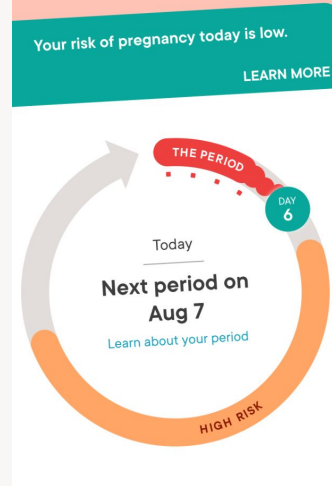 Your risk of pregnancy today is low.
LEARN MORE
THE PERIOD
DAY
6
Today
Next period on
Aug 7
Learn about your period
HIGH RISK